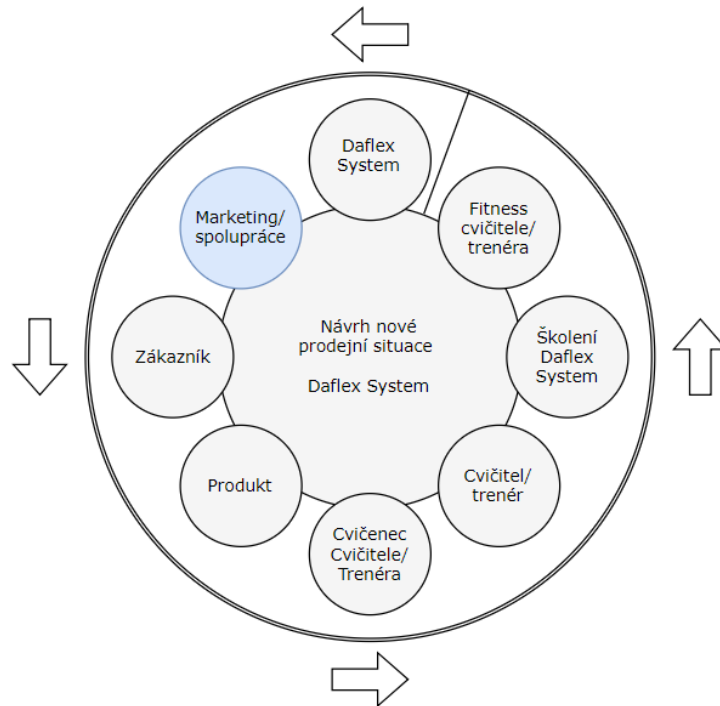 Daflex
System
Marketing/
spolupráce
Fitness
cvičitele/
trenéra
Návrh nové
prodejní situace
Daflex System
Zákazník
Školení
Daflex
System
Produkt
Cvičitel/
trenér
Cvičenec
Cvičitele/
Trenéra